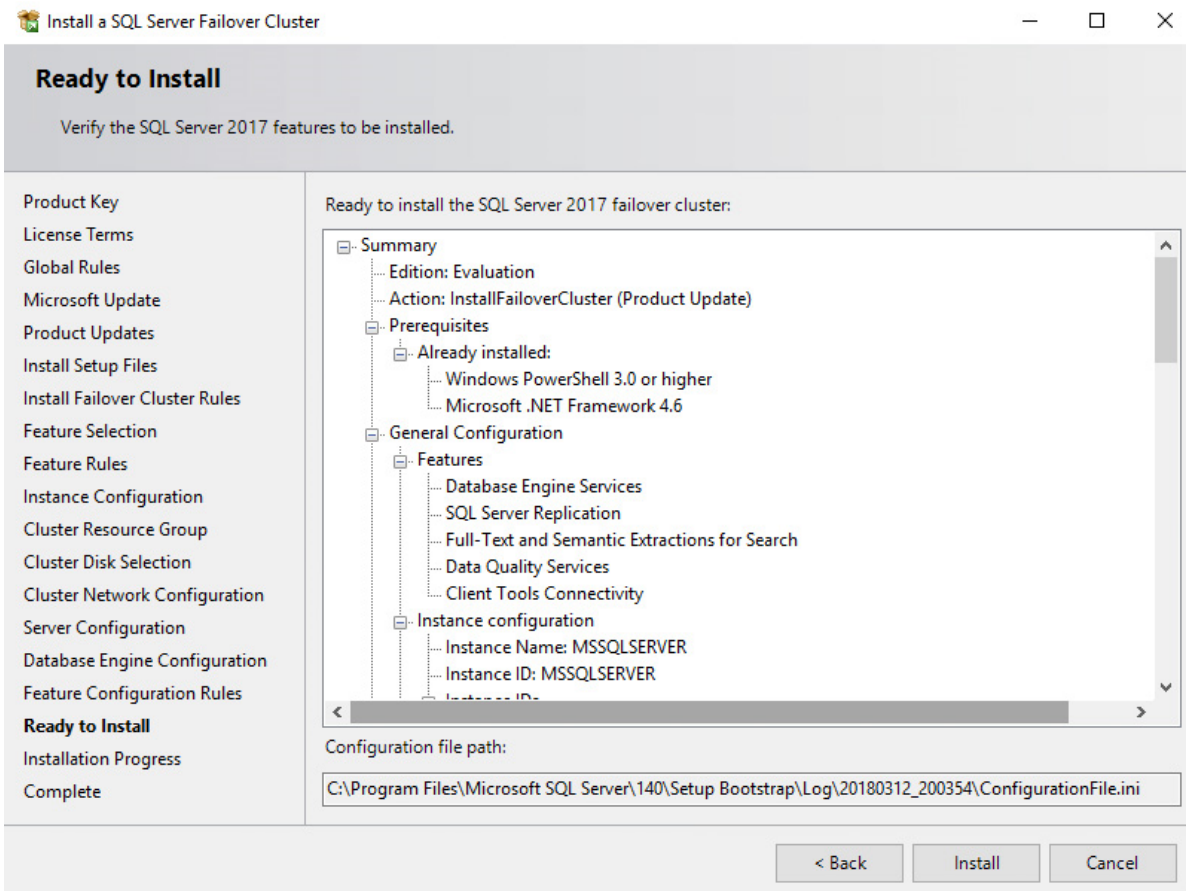 Install a SQL Server Failover Cluster
Ready to Install
Verify the SQL Server 2017 features to be installed.
Product Key
License Terms
Global Rules
Microsoft Update
Product Updates
Install Setup Files
Install Failover Cluster Rules
Feature Selection
Feature Rules
Instance Configuration
Cluster Resource Group
Cluster Disk Selection
Cluster Network Configuration
Server Configuration
Database Engine Configuration
Feature Configuration Rules
Ready to Install
Installation Progress
Complete
Ready to install the SQL Server 2017 failover cluster:
Summary
Edition: Evaluation
Action: InstallFailoverCluster (Product Update)
Prerequisites
Already installed:
Windows PowerShell 3.0 or higher
Microsoft .NET Framework 4.6
General Configuration
Features
Database Engine Services
SQL Server Replication
Full-Text and Semantic Extractions for Search
Data Quality Services
Client Tools Connectivity
Instance configuration
Instance Name: MSSQLSERVER
Instance ID: MSSQLSERVER
Configuration file path:
C:\Program Files\Microsoft SQL Server\140\Setup Bootstrap\Log\20180312_200354\ConfigurationFile.ini
< Back
Install
Cancel